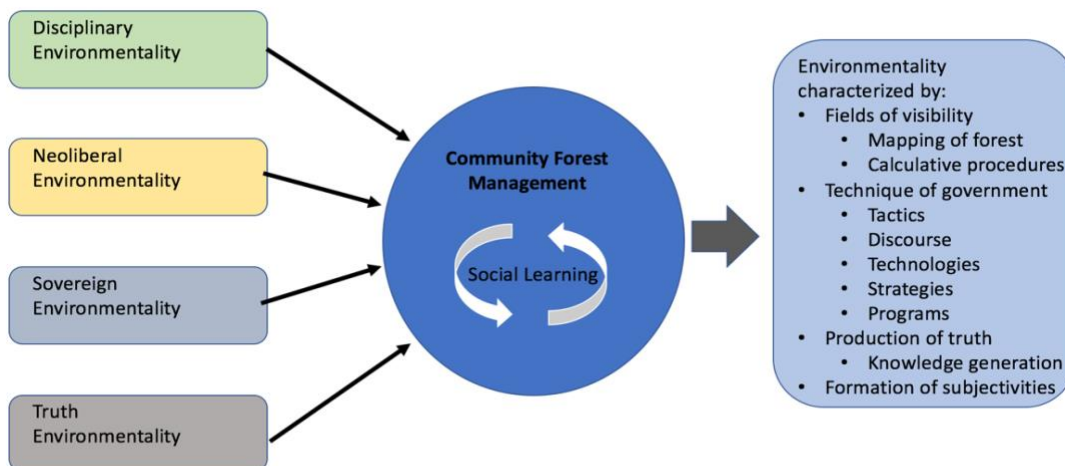 Disciplinary
Environmentality
Neoliberal
Environmentality
Sovereign
Environmentality
Truth
Environmentality
Community Forest
Management
Social Learning
Environmentality
characterized by:
• Fields of visibility
• Mapping of forest
• Calculative procedures
• Technique of government
• Tactics
• Discourse
• Technologies
• Strategies
• Programs
• Production of truth
• Knowledge generation
• Formation of subjectivities